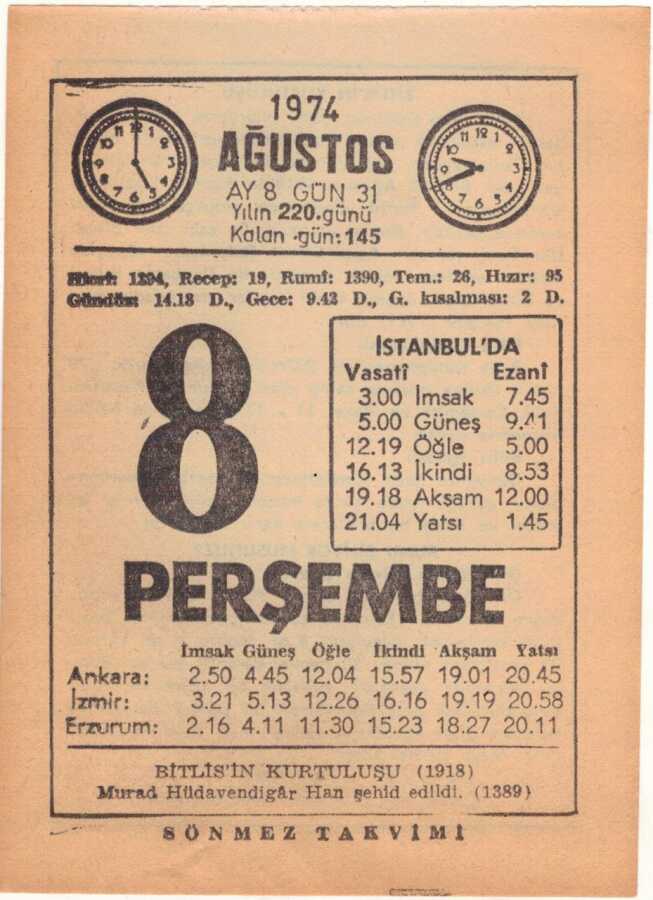 1974
AĞUSTOS
AY 8 GÜN 31
Yılın 220.günü
Kalan gün: 145
Hicri: 1394, Recep: 19, Rumî: 1390, Tem.: 26, Hızır: 95
Gündüz: 14.18 D., Gece: 9.42 D., G. kısalması: 2 D.
8
İSTANBUL'DA
Vasatî Ezanî
3.00 İmsak 7.45
5.00 Güneş 9.41
12.19 Öğle 5.00
16.13 İkindi 8.53
19.18 Akşam 12.00
21.04 Yatsı 1.45
PERŞEMBE
İmsak Güneş Öğle İkindi Akşam Yatsı
Ankara: 2.50 4.45 12.04 15.57 19.01 20.45
İzmir: 3.21 5.13 12.26 16.16 19.19 20.58
Erzurum: 2.16 4.11 11.30 15.23 18.27 20.11
BİTLİS'İN KURTULUŞU (1918)
Murad Hüdavendigâr Han şehid edildi. (1389)
SÖNMEZ TAKVİMİ